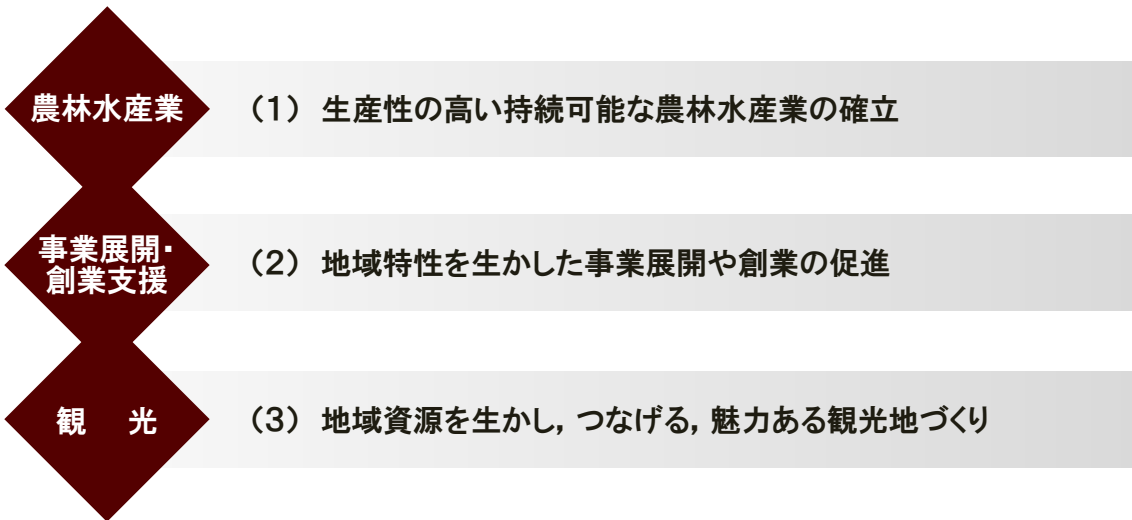 農林水産業
（１） 生産性の高い持続可能な農林水産業の確立
事業展開・
創業支援
（２） 地域特性を生かした事業展開や創業の促進
観　光
（３） 地域資源を生かし，つなげる，魅力ある観光地づくり